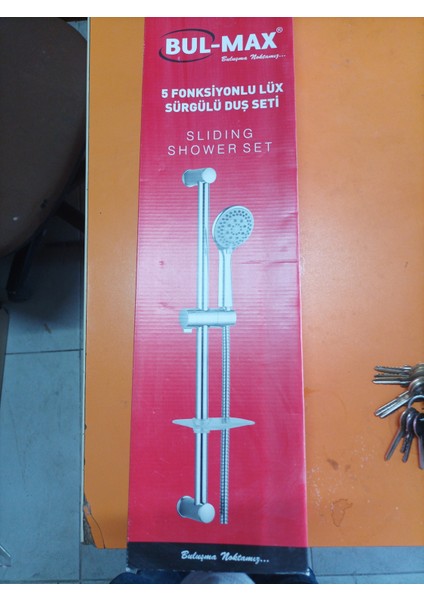 BUL-MAX®
Buluşma Noktamız...
5 FONKSİYONLU LÜX
SÜRGÜLÜ DUŞ SETİ
SLIDING
SHOWER SET
Buluşma Noktamız...